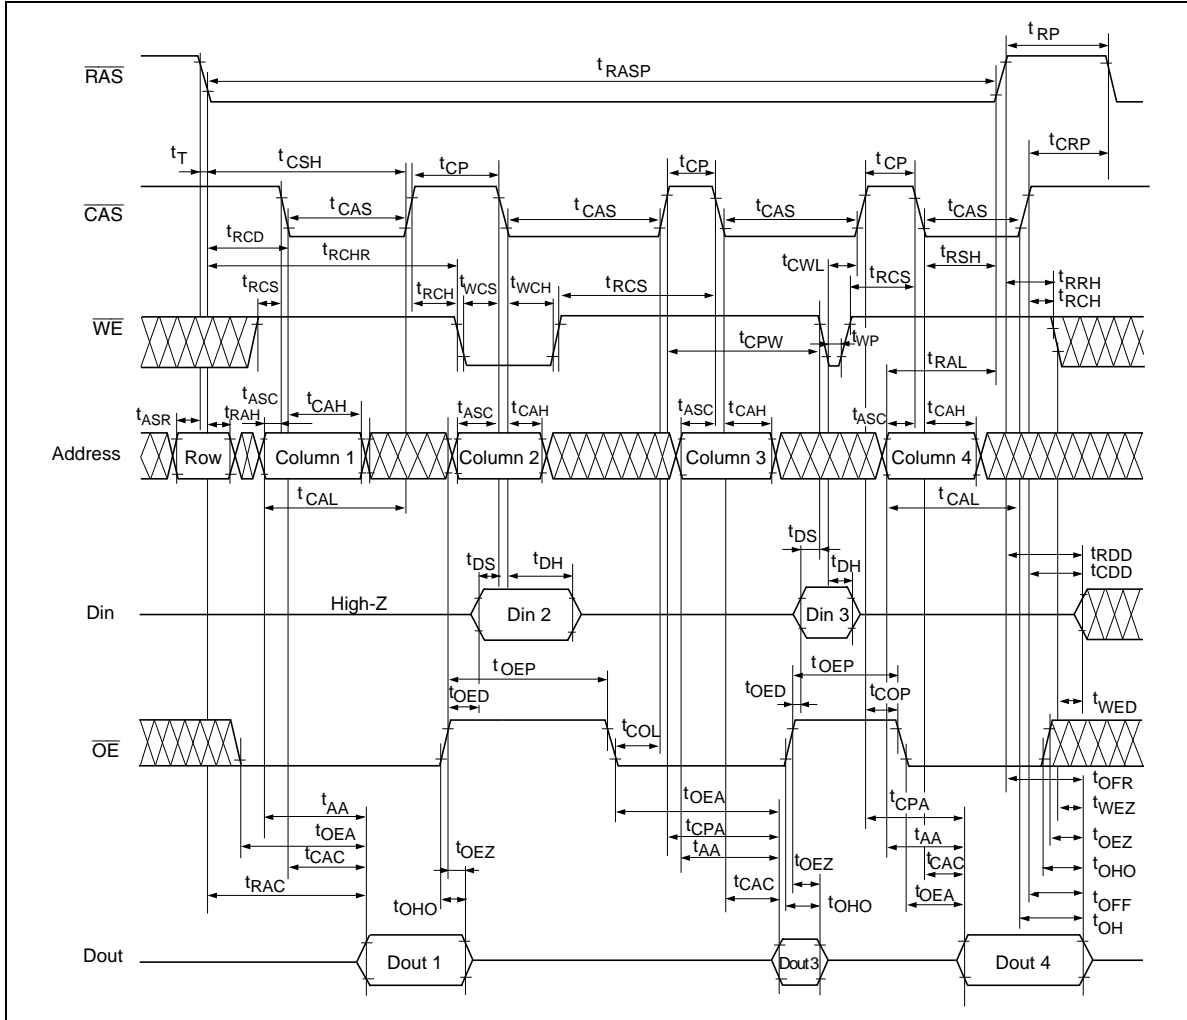 tRP
RAS
tRASP
tT
tCSH
tCP
tCP
tCP
tCRP
CAS
tCAS
tCAS
tCAS
tCAS
tRCD
tRCHR
tCWL
tRSH
tRCS
tRCH
tWCS
tWCH
tRCS
tRCS
tRRH
tRCH
WE
tCPW
tWP
tRAL
tASR
tRAH
tASC
tCAH
tASC
tCAH
tASC
tCAH
tASC
tCAH
Address
Row
Column 1
Column 2
Column 3
Column 4
tCAL
tCAL
tDS
tDH
tDS
tDH
tRDD
tCDD
Din
High-Z
Din 2
Din 3
tOEP
tOEP
tOED
tOED
tCOP
tWED
tCOL
OE
tAA
tOEA
tCAC
tRAC
tOEZ
tOHO
tOEA
tCPA
tAA
tCAC
tOEZ
tOHO
tCPA
tAA
tCAC
tOEA
tOFR
tWEZ
tOEZ
tOHO
tOFF
tOH
Dout
Dout 1
Dout 3
Dout 4